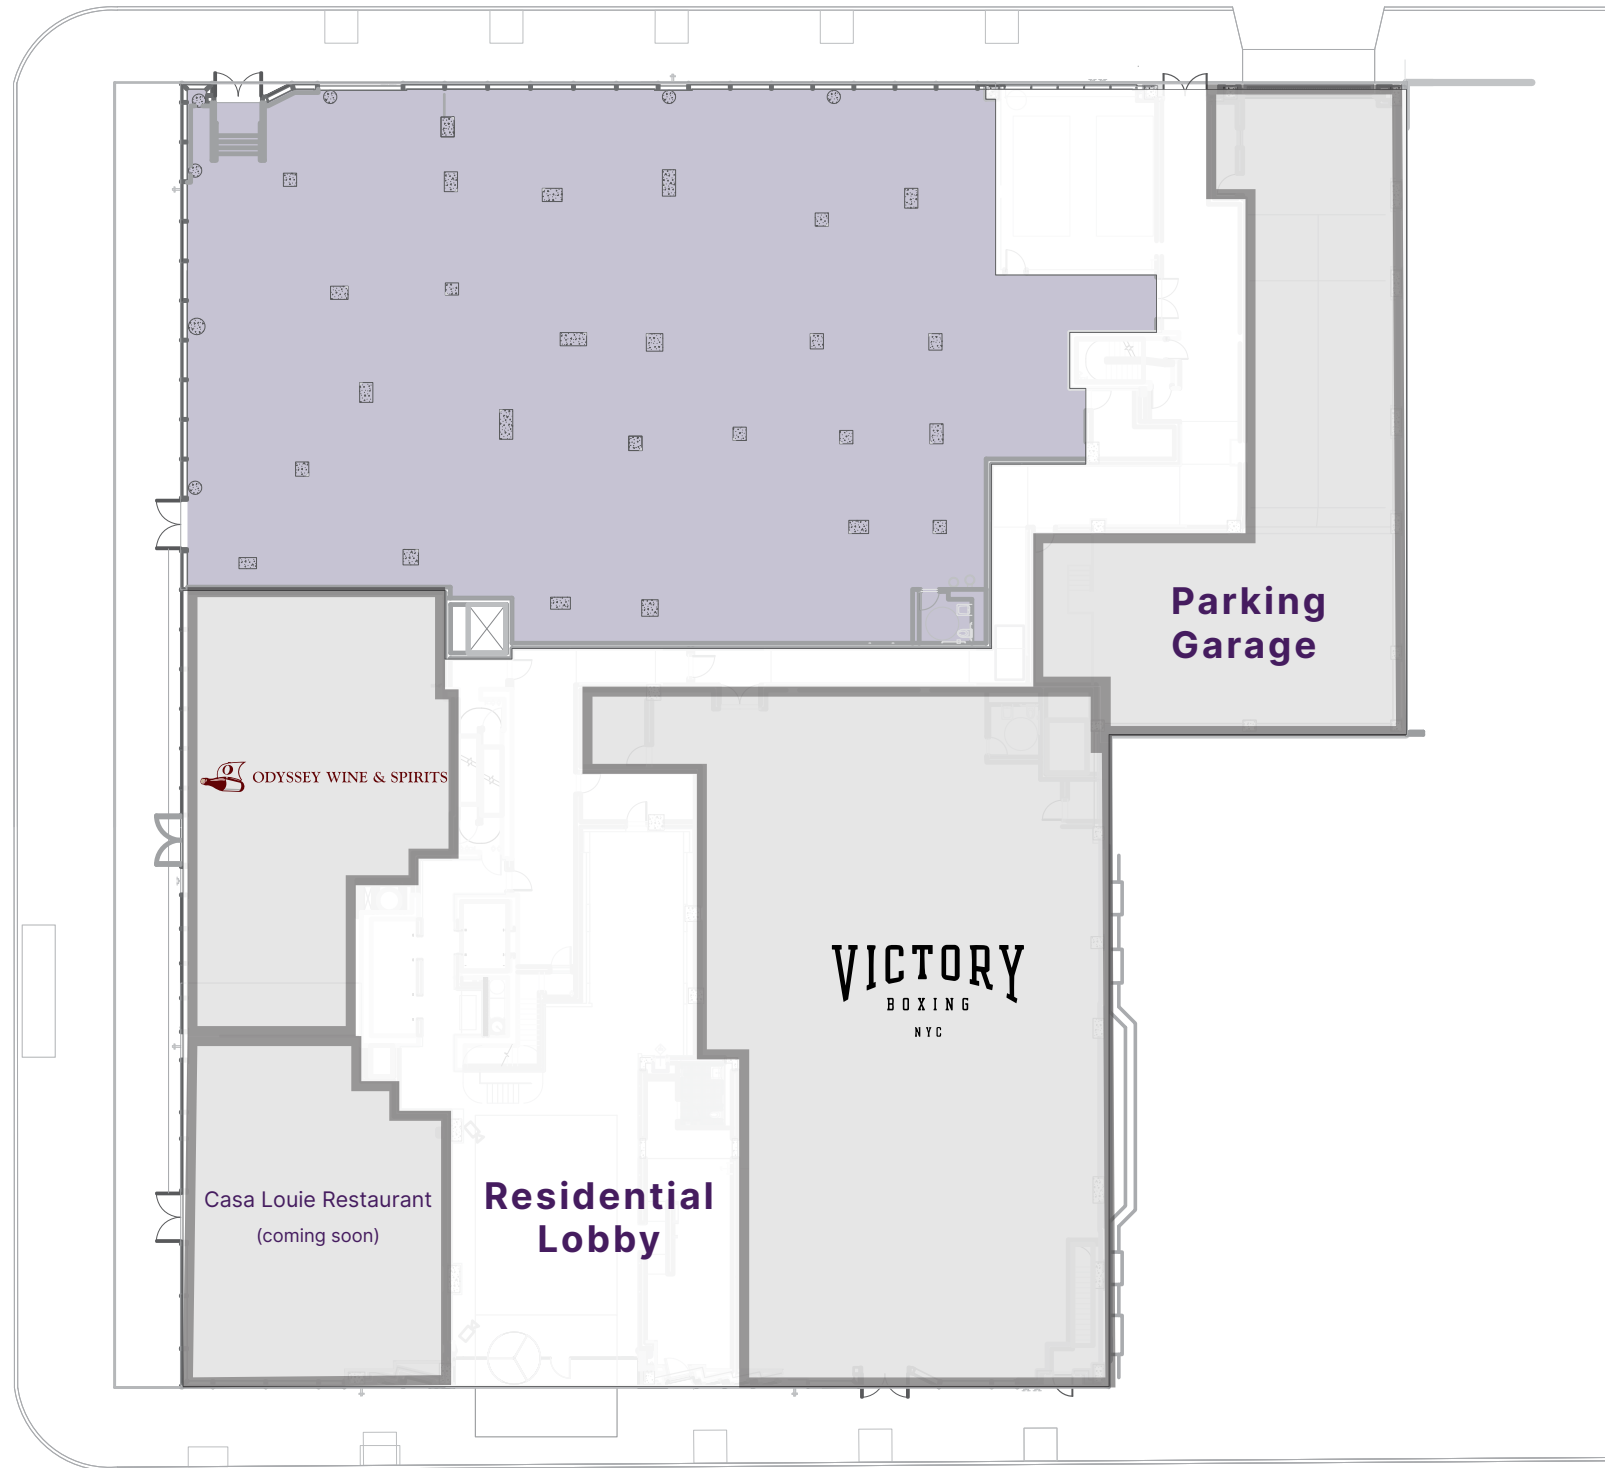 Parking
Garage
ODYSSEY WINE & SPIRITS
VICTORY
BOXING
NYC
Casa Louie Restaurant
(coming soon)
Residential
Lobby